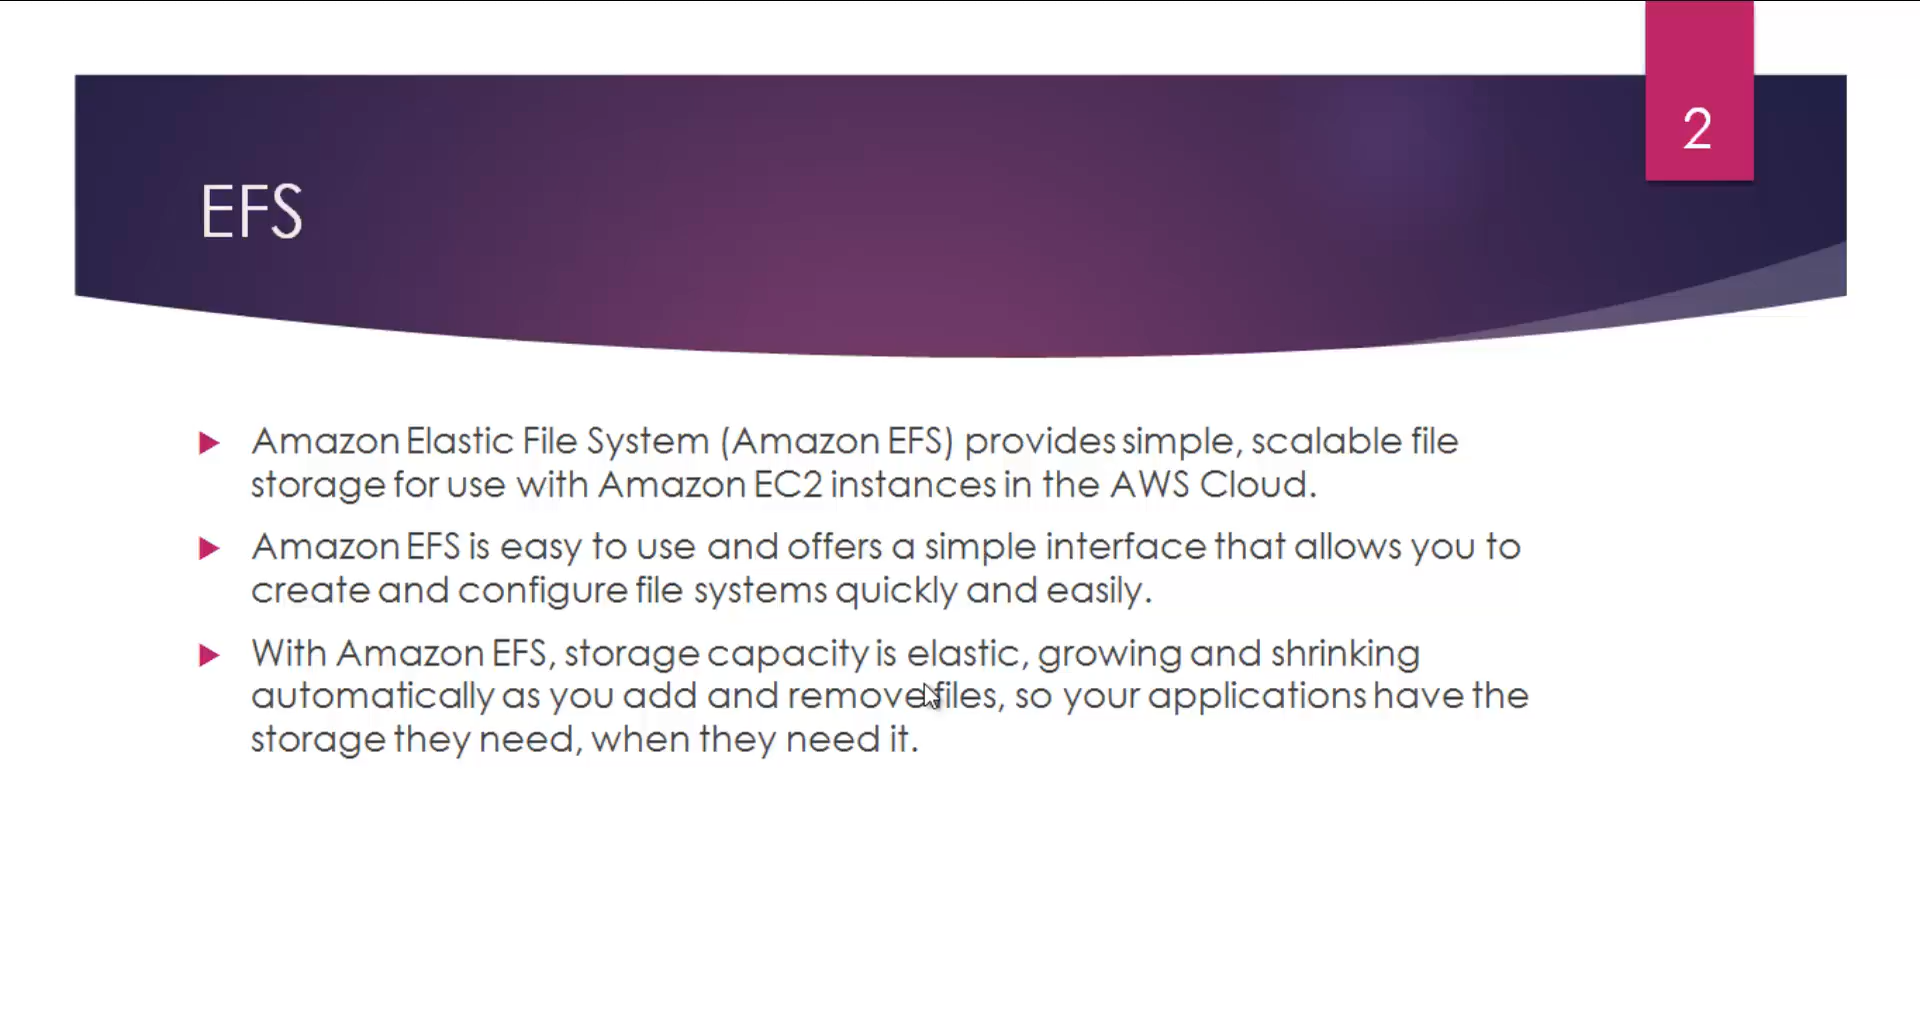 2
EFS
Amazon Elastic File System (Amazon EFS) provides simple, scalable file
storage for use with Amazon EC2 instances in the AWS Cloud.
Amazon EFS is easy to use and offers a simple interface that allows you to
create and configure file systems quickly and easily.
With Amazon EFS, storage capacity is elastic, growing and shrinking
automatically as you add and remove files, so your applications have the
storage they need, when they need it.